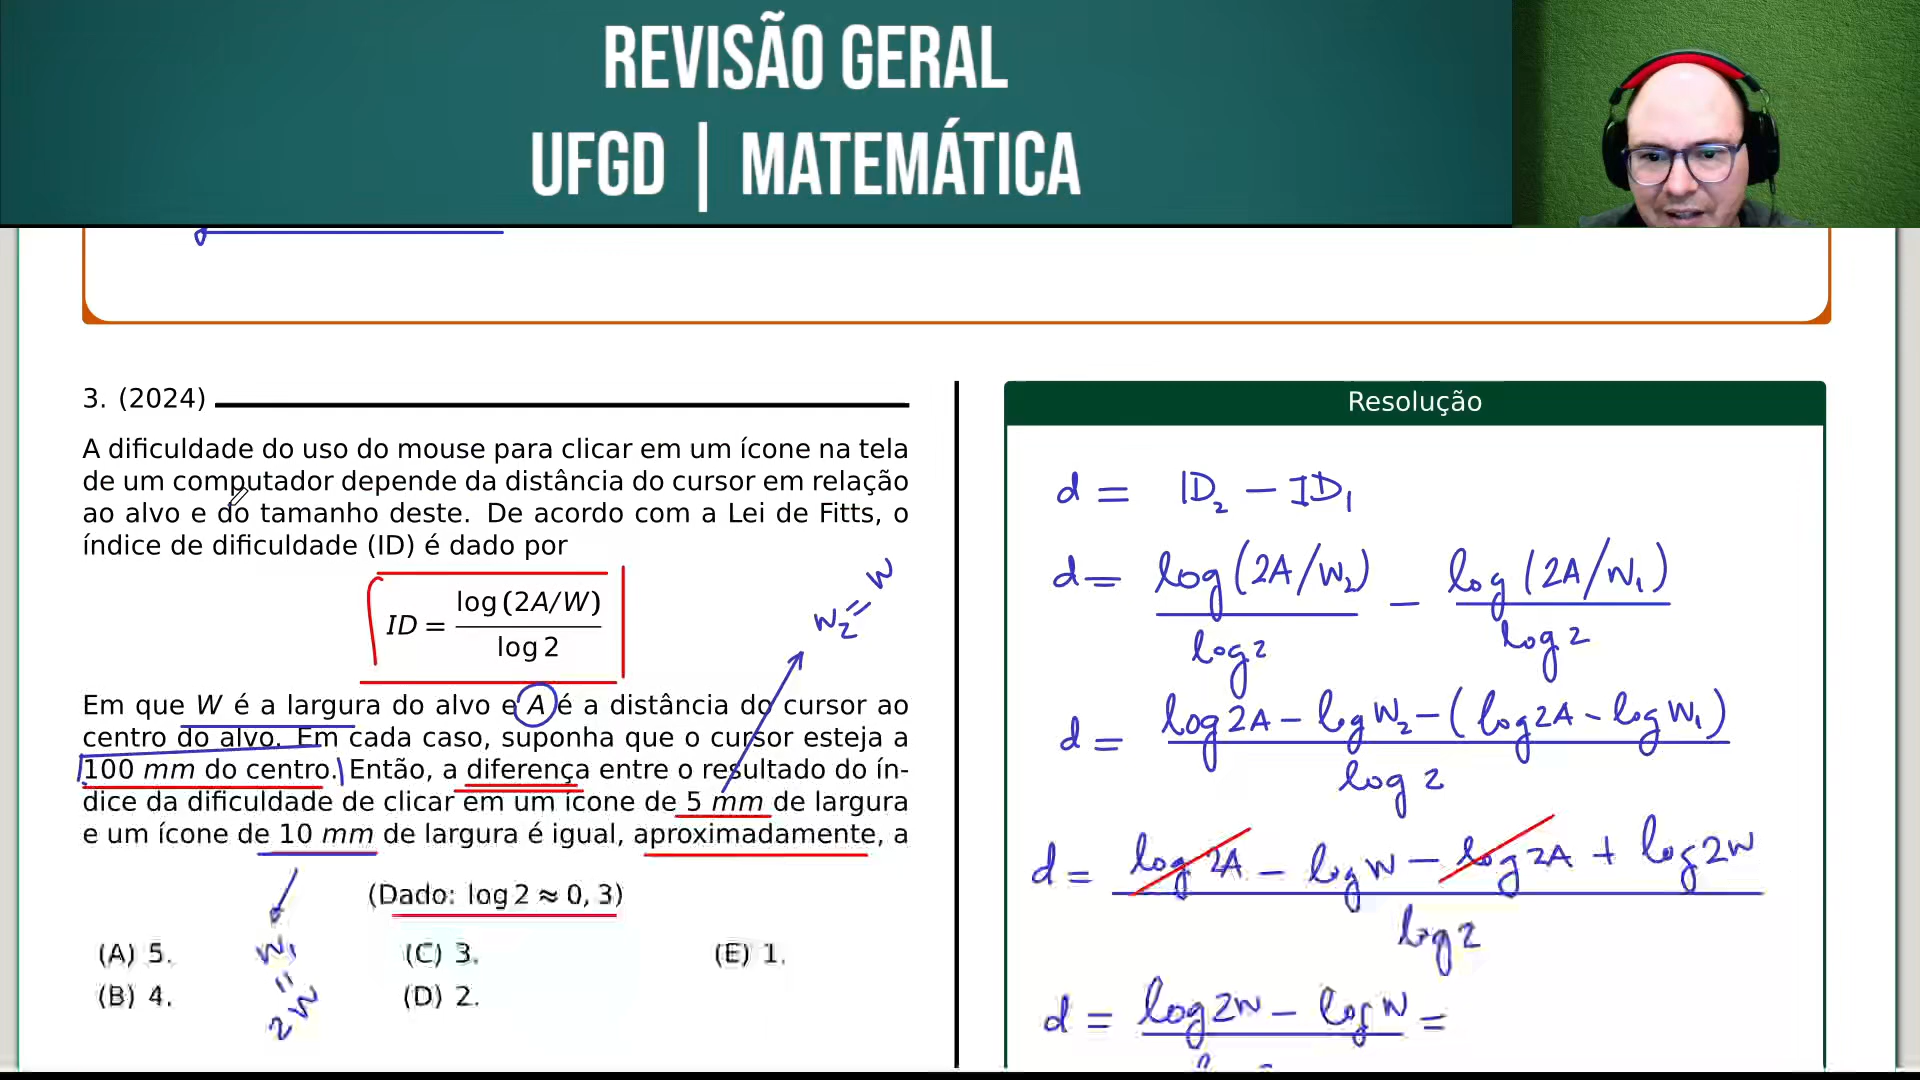 REVISÃO GERAL
UFGD | MATEMÁTICA
3. (2024)
A dificuldade do uso do mouse para clicar em um ícone na tela
de um computador depende da distância do cursor em relação
ao alvo e do tamanho deste. De acordo com a Lei de Fitts, o
índice de dificuldade (ID) é dado por
ID = log(2A/W) / log 2
W₂ = W
Em que W é a largura do alvo e A é a distância do cursor ao
centro do alvo. Em cada caso, suponha que o cursor esteja a
100 mm do centro. Então, a diferença entre o resultado do ín-
dice da dificuldade de clicar em um ícone de 5 mm de largura
e um ícone de 10 mm de largura é igual, aproximadamente, a
(Dado: log 2 ≈ 0, 3)
(A) 5.
(B) 4.
(C) 3.
(D) 2.
(E) 1.
W₁ = 2W
Resolução
d = ID₂ − ID₁
d = log(2A/W₂) / log 2 − log(2A/W₁) / log 2
d = log 2A − log W₂ − (log 2A − log W₁) / log 2
d = log 2A − log W − log 2A + log 2W / log 2
d = log 2W − log W =